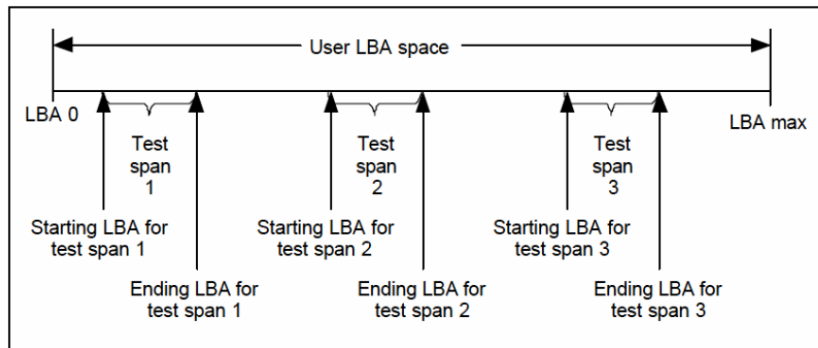 User LBA space
LBA 0
LBA max
Test
span
1
Test
span
2
Test
span
3
Starting LBA for
test span 1
Starting LBA for
test span 2
Starting LBA for
test span 3
Ending LBA for
test span 1
Ending LBA for
test span 2
Ending LBA for
test span 3